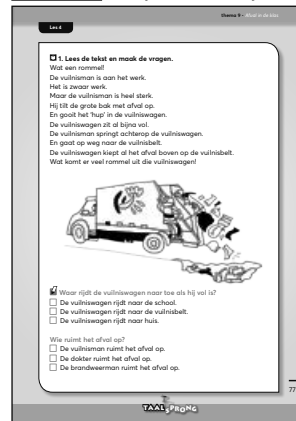 thema 9 - Afval in de klas
Les 4
1. Lees de tekst en maak de vragen.
Wat een rommel!
De vuilnisman is aan het werk.
Het is zwaar werk.
Maar de vuilnisman is heel sterk.
Hij tilt de grote bak met afval op.
En gooit het 'hup' in de vuilniswagen.
De vuilniswagen zit al bijna vol.
De vuilnisman springt achterop de vuilniswagen.
En gaat op weg naar de vuilnisbelt.
De vuilniswagen kiept al het afval boven op de vuilnisbelt.
Wat komt er veel rommel uit die vuilniswagen!
Waar rijdt de vuilniswagen naar toe als hij vol is?
De vuilniswagen rijdt naar de school.
De vuilniswagen rijdt naar de vuilnisbelt.
De vuilniswagen rijdt naar huis.
Wie ruimt het afval op?
De vuilnisman ruimt het afval op.
De dokter ruimt het afval op.
De brandweerman ruimt het afval op.
77
TAALSPRONG